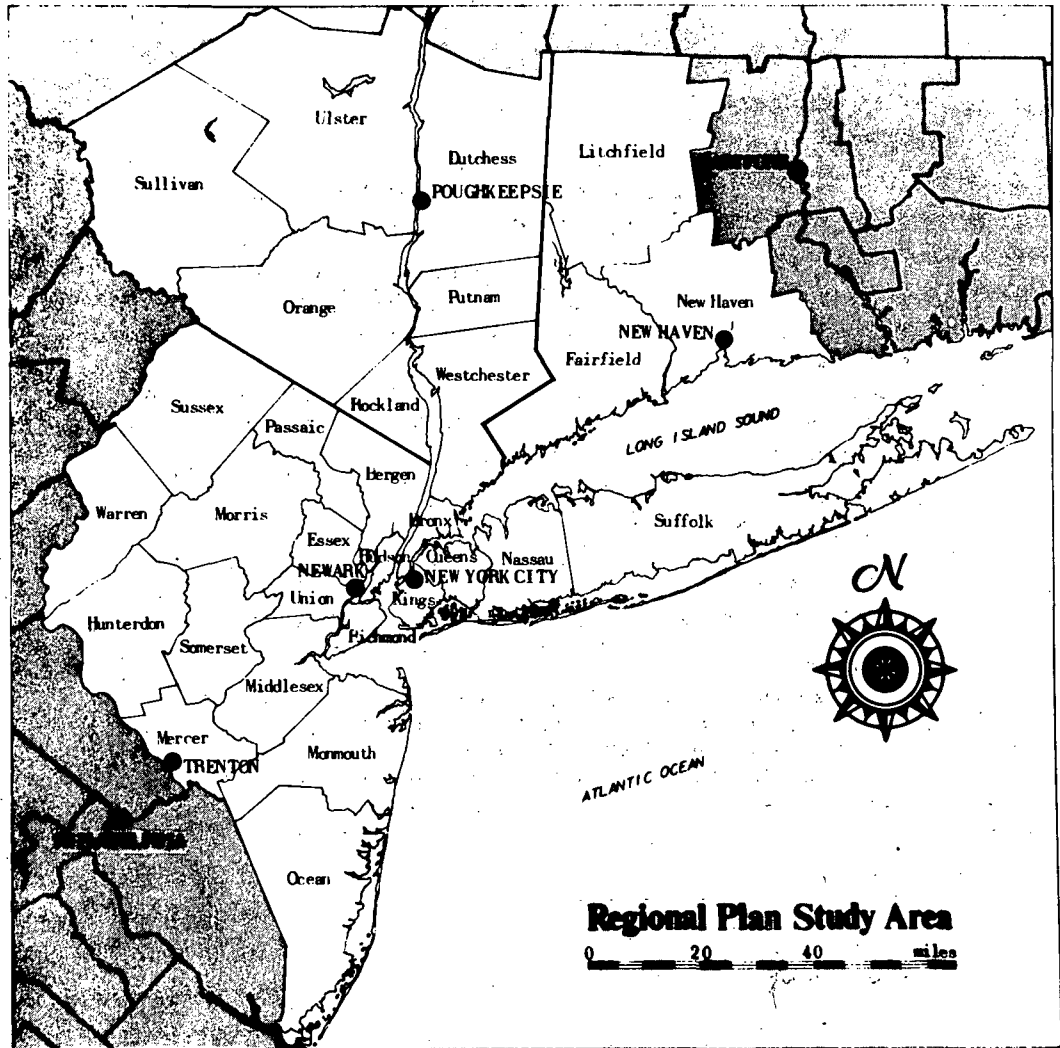 Ulster
Dutchess
Litchfield
Sullivan
POUGHKEEPSIE
Orange
Putnam
New Haven
NEW HAVEN
Fairfield
Westchester
Sussex
Rockland
Passaic
LONG ISLAND SOUND
Bergen
Warren
Morris
Bronx
Suffolk
Essex
Hudson
Queens
Nassau
NEWARK
NEW YORK CITY
Union
Kings
Hunterdon
Richmond
Somerset
N
Middlesex
Mercer
Monmouth
TRENTON
ATLANTIC OCEAN
Ocean
Regional Plan Study Area
0 20 40 miles